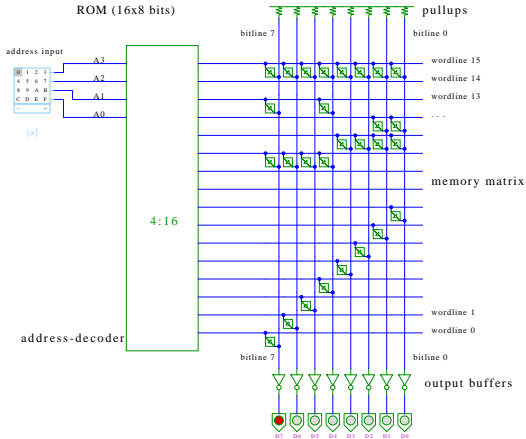 ROM (16x8 bits)
pullups
bitline 7
bitline 0
address input
0 1 2 3
4 5 6 7
8 9 A B
C D E F
- +
[a]
A3
A2
A1
A0
wordline 15
wordline 14
wordline 13
. . .
memory matrix
4:16
wordline 1
wordline 0
address-decoder
bitline 7
bitline 0
output buffers
D7 D6 D5 D4 D3 D2 D1 D0